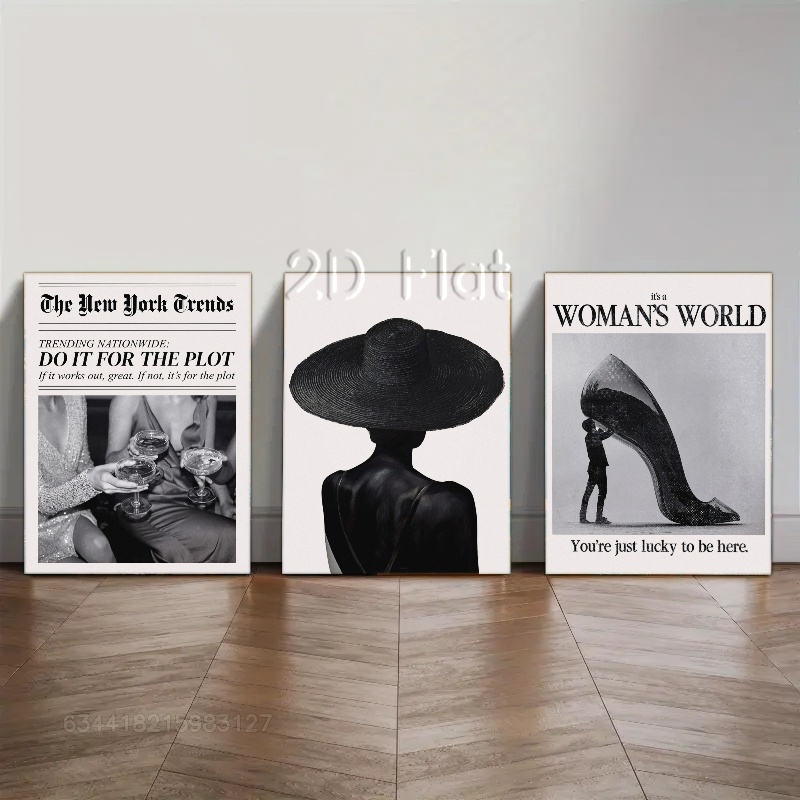 2D Flat
The New York Trends
TRENDING NATIONWIDE:
DO IT FOR THE PLOT
If it works out, great. If not, it's for the plot
it's a
WOMAN'S WORLD
You're just lucky to be here.
634418215983127